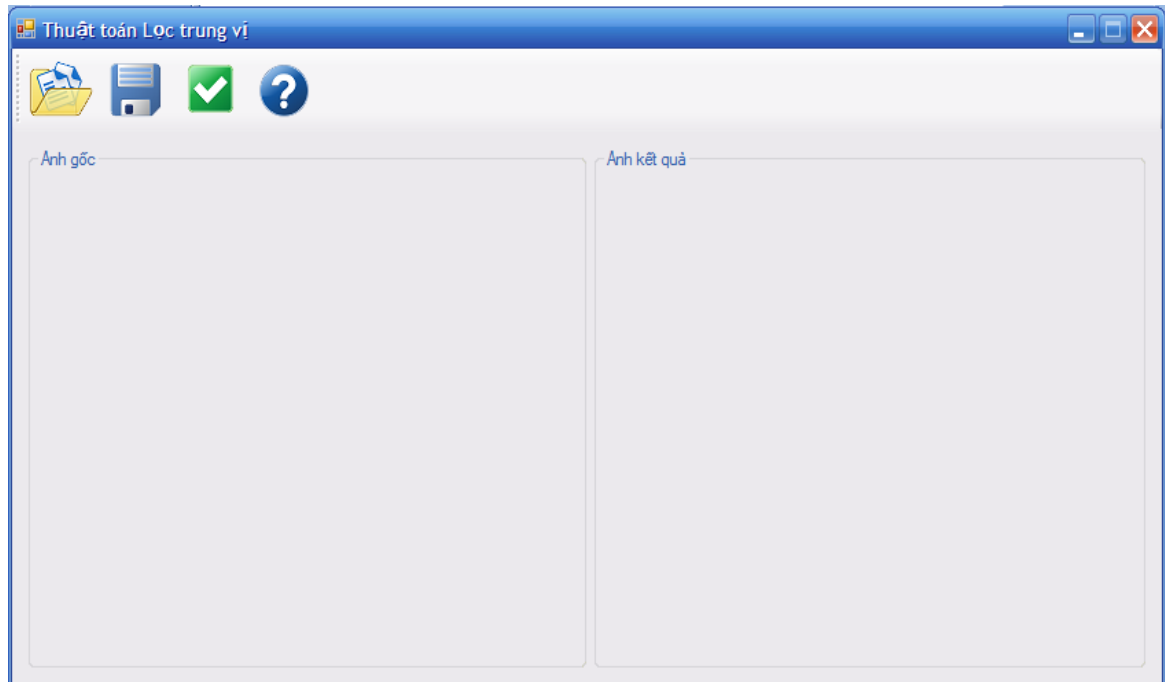 Thuật toán Lọc trung vị
Ảnh gốc
Ảnh kết quả